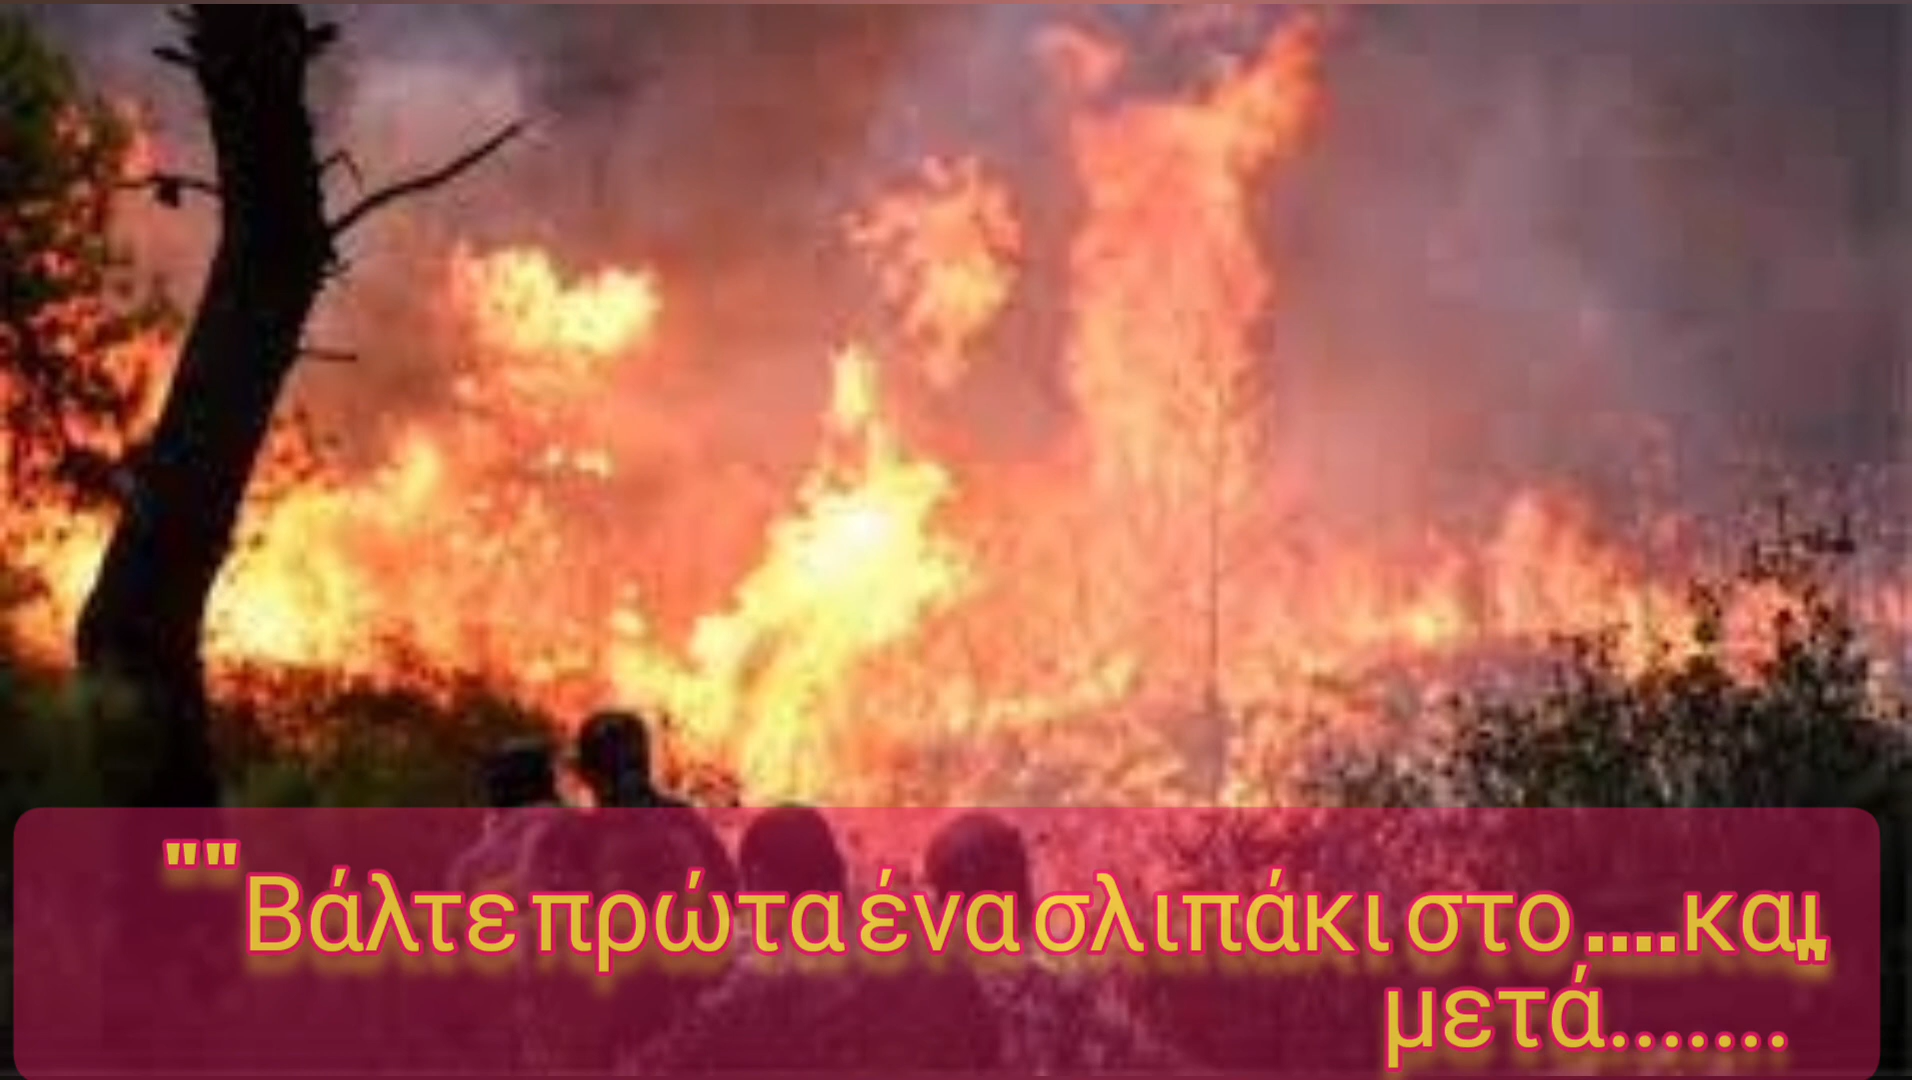 ""Βάλτε πρώτα ένα σλιπάκι στο ....και
μετά........"